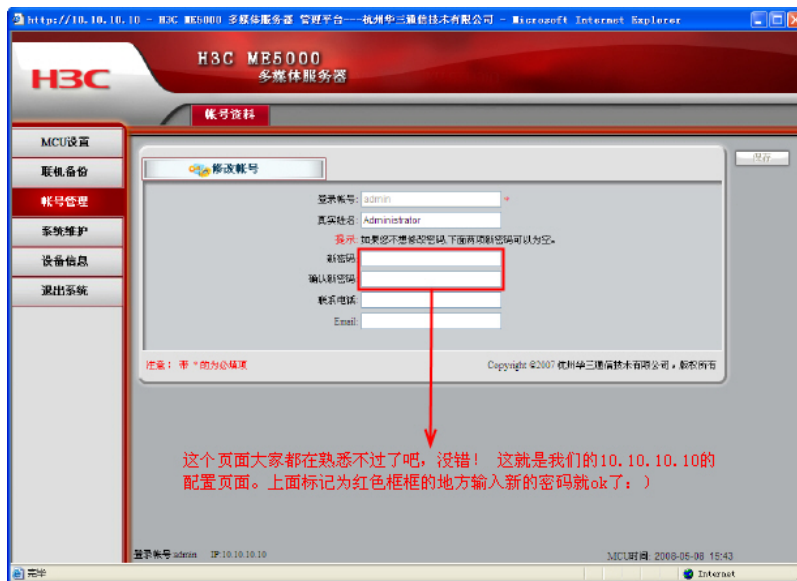 http://10.10.10.10 - H3C ME5000 多媒体服务器 管理平台---杭州华三通信技术有限公司 - Microsoft Internet Explorer
H3C
H3C ME5000
多媒体服务器
帐号资料
MCU设置
联机备份
帐号管理
系统维护
设备信息
退出系统
保存
修改帐号
登录帐号: admin *
真实姓名: Administrator
提示: 如果您不想修改密码,下面两项新密码可以为空。
新密码:
确认新密码:
联系电话:
Email:
注意： 带 * 的为必填项
Copyright ©2007 杭州华三通信技术有限公司，版权所有
这个页面大家都在熟悉不过了吧，没错！ 这就是我们的10.10.10.10的
配置页面。上面标记为红色框框的地方输入新的密码就ok了：）
登录帐号:admin IP:10.10.10.10
MCU时间: 2008-05-08 15:43
完毕
Internet